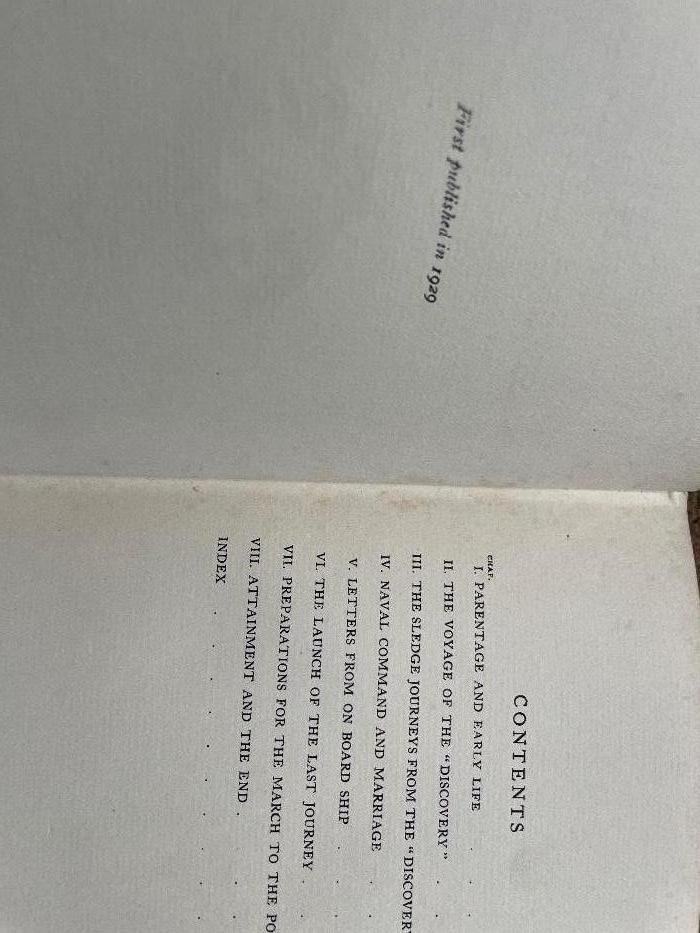 First published in 1929
CONTENTS
CHAP.
I. PARENTAGE AND EARLY LIFE . . .
II. THE VOYAGE OF THE "DISCOVERY" . .
III. THE SLEDGE JOURNEYS FROM THE "DISCOVER
IV. NAVAL COMMAND AND MARRIAGE . .
V. LETTERS FROM ON BOARD SHIP . . .
VI. THE LAUNCH OF THE LAST JOURNEY . .
VII. PREPARATIONS FOR THE MARCH TO THE PO
VIII. ATTAINMENT AND THE END . . .
INDEX . . . . . . .